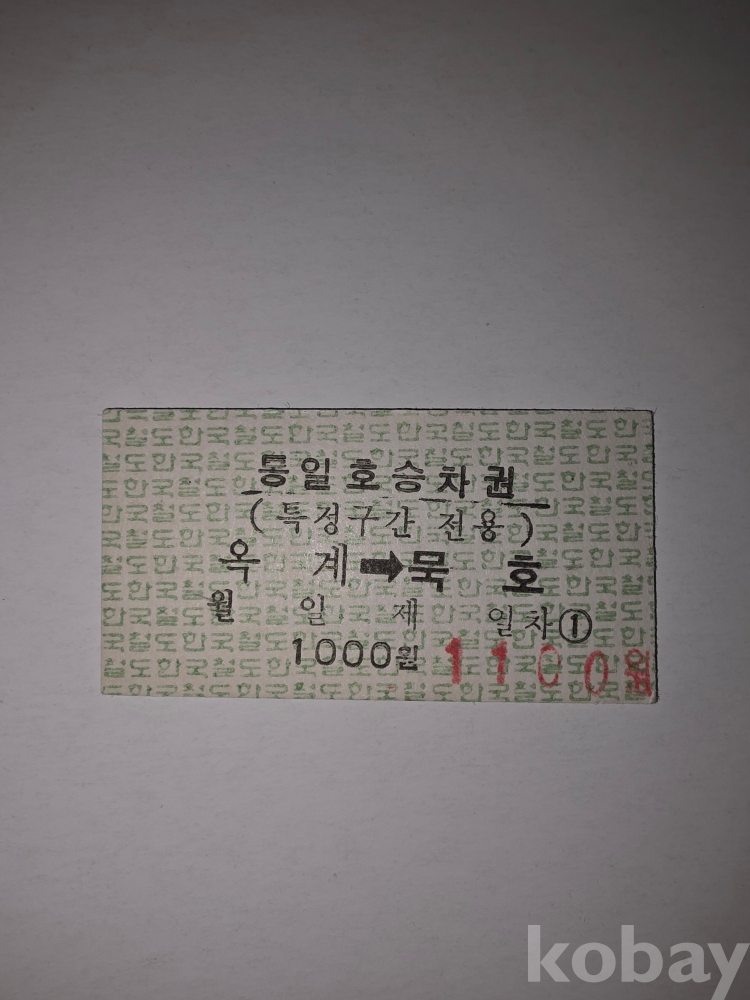 통일호승차권
(특정구간 전용)
옥 계➡묵 호
월 일 제 열차①
1000원 1100원
kobay